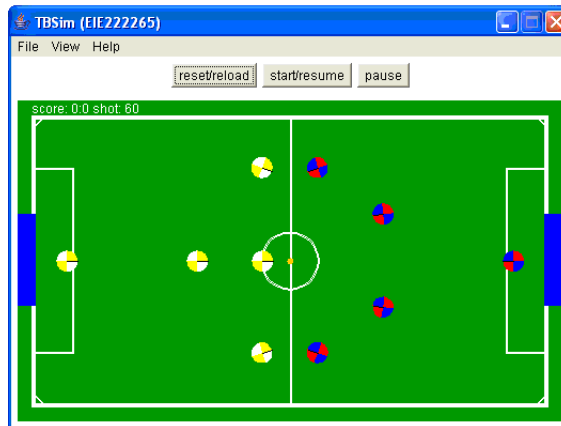 TBSim (EIE222265)
File View Help
reset/reload start/resume pause
score: 0:0 shot: 60